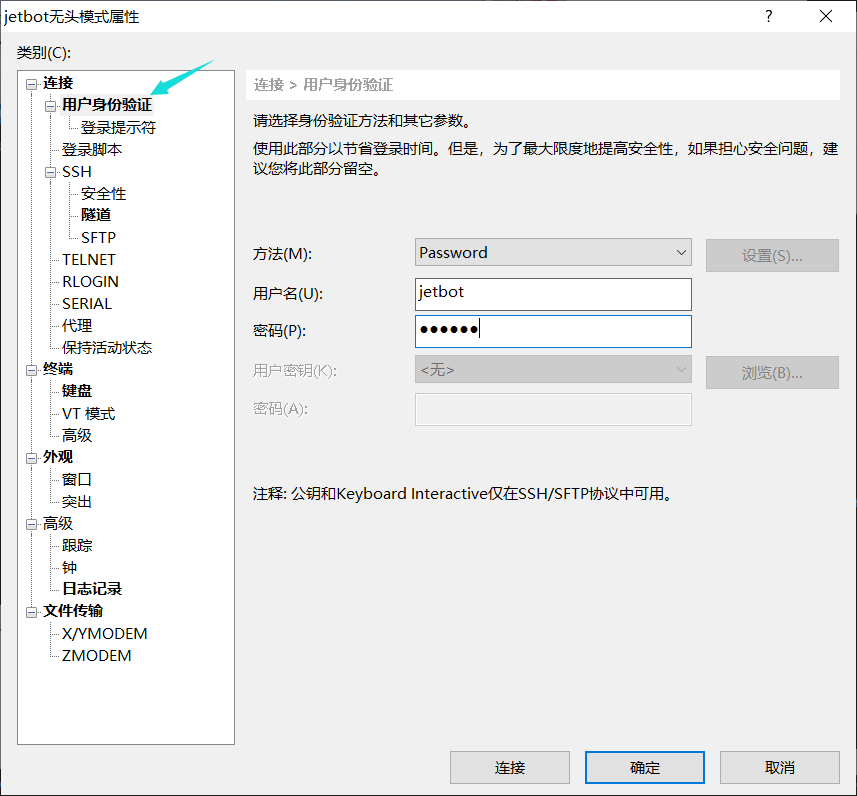 jetbot无头模式属性
?
类别(C):
连接
用户身份验证
登录提示符
登录脚本
SSH
安全性
隧道
SFTP
TELNET
RLOGIN
SERIAL
代理
保持活动状态
终端
键盘
VT 模式
高级
外观
窗口
突出
高级
跟踪
钟
日志记录
文件传输
X/YMODEM
ZMODEM
连接 > 用户身份验证
请选择身份验证方法和其它参数。
使用此部分以节省登录时间。但是，为了最大限度地提高安全性，如果担心安全问题，建
议您将此部分留空。
方法(M):
Password
设置(S)...
用户名(U):
jetbot
密码(P):
●●●●●●
用户密钥(K):
<无>
浏览(B)...
密码(A):
注释: 公钥和Keyboard Interactive仅在SSH/SFTP协议中可用。
连接
确定
取消